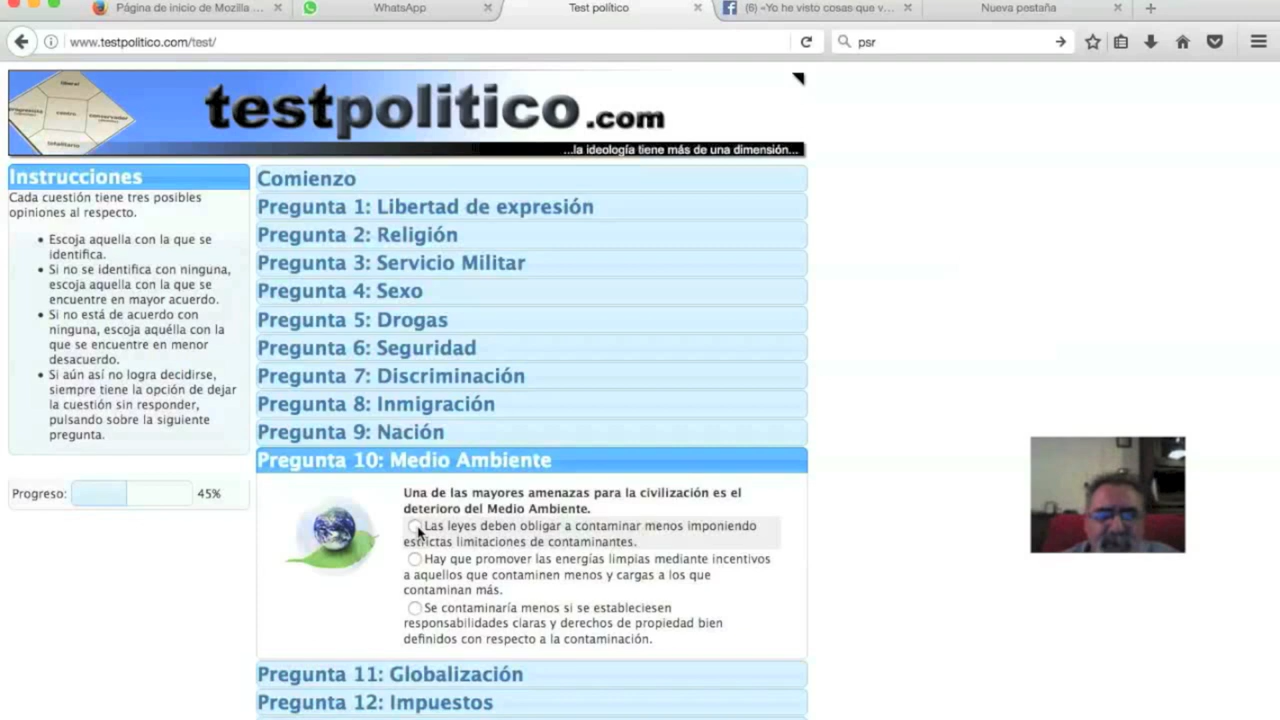 Página de inicio de Mozilla ...
WhatsApp
Test político
(6) «Yo he visto cosas que v...
Nueva pestaña
www.testpolitico.com/test/
psr
liberal
centro
testpolitico.com
...la ideología tiene más de una dimensión...
Instrucciones
Cada cuestión tiene tres posibles
opiniones al respecto.
• Escoja aquella con la que se
identifica.
• Si no se identifica con ninguna,
escoja aquella con la que se
encuentre en mayor acuerdo.
• Si no está de acuerdo con
ninguna, escoja aquélla con la
que se encuentre en menor
desacuerdo.
• Si aún así no logra decidirse,
siempre tiene la opción de dejar
la cuestión sin responder,
pulsando sobre la siguiente
pregunta.
Progreso: 45%
Comienzo
Pregunta 1: Libertad de expresión
Pregunta 2: Religión
Pregunta 3: Servicio Militar
Pregunta 4: Sexo
Pregunta 5: Drogas
Pregunta 6: Seguridad
Pregunta 7: Discriminación
Pregunta 8: Inmigración
Pregunta 9: Nación
Pregunta 10: Medio Ambiente
Una de las mayores amenazas para la civilización es el
deterioro del Medio Ambiente.
Las leyes deben obligar a contaminar menos imponiendo
estrictas limitaciones de contaminantes.
Hay que promover las energías limpias mediante incentivos
a aquellos que contaminen menos y cargas a los que
contaminan más.
Se contaminaría menos si se estableciesen
responsabilidades claras y derechos de propiedad bien
definidos con respecto a la contaminación.
Pregunta 11: Globalización
Pregunta 12: Impuestos